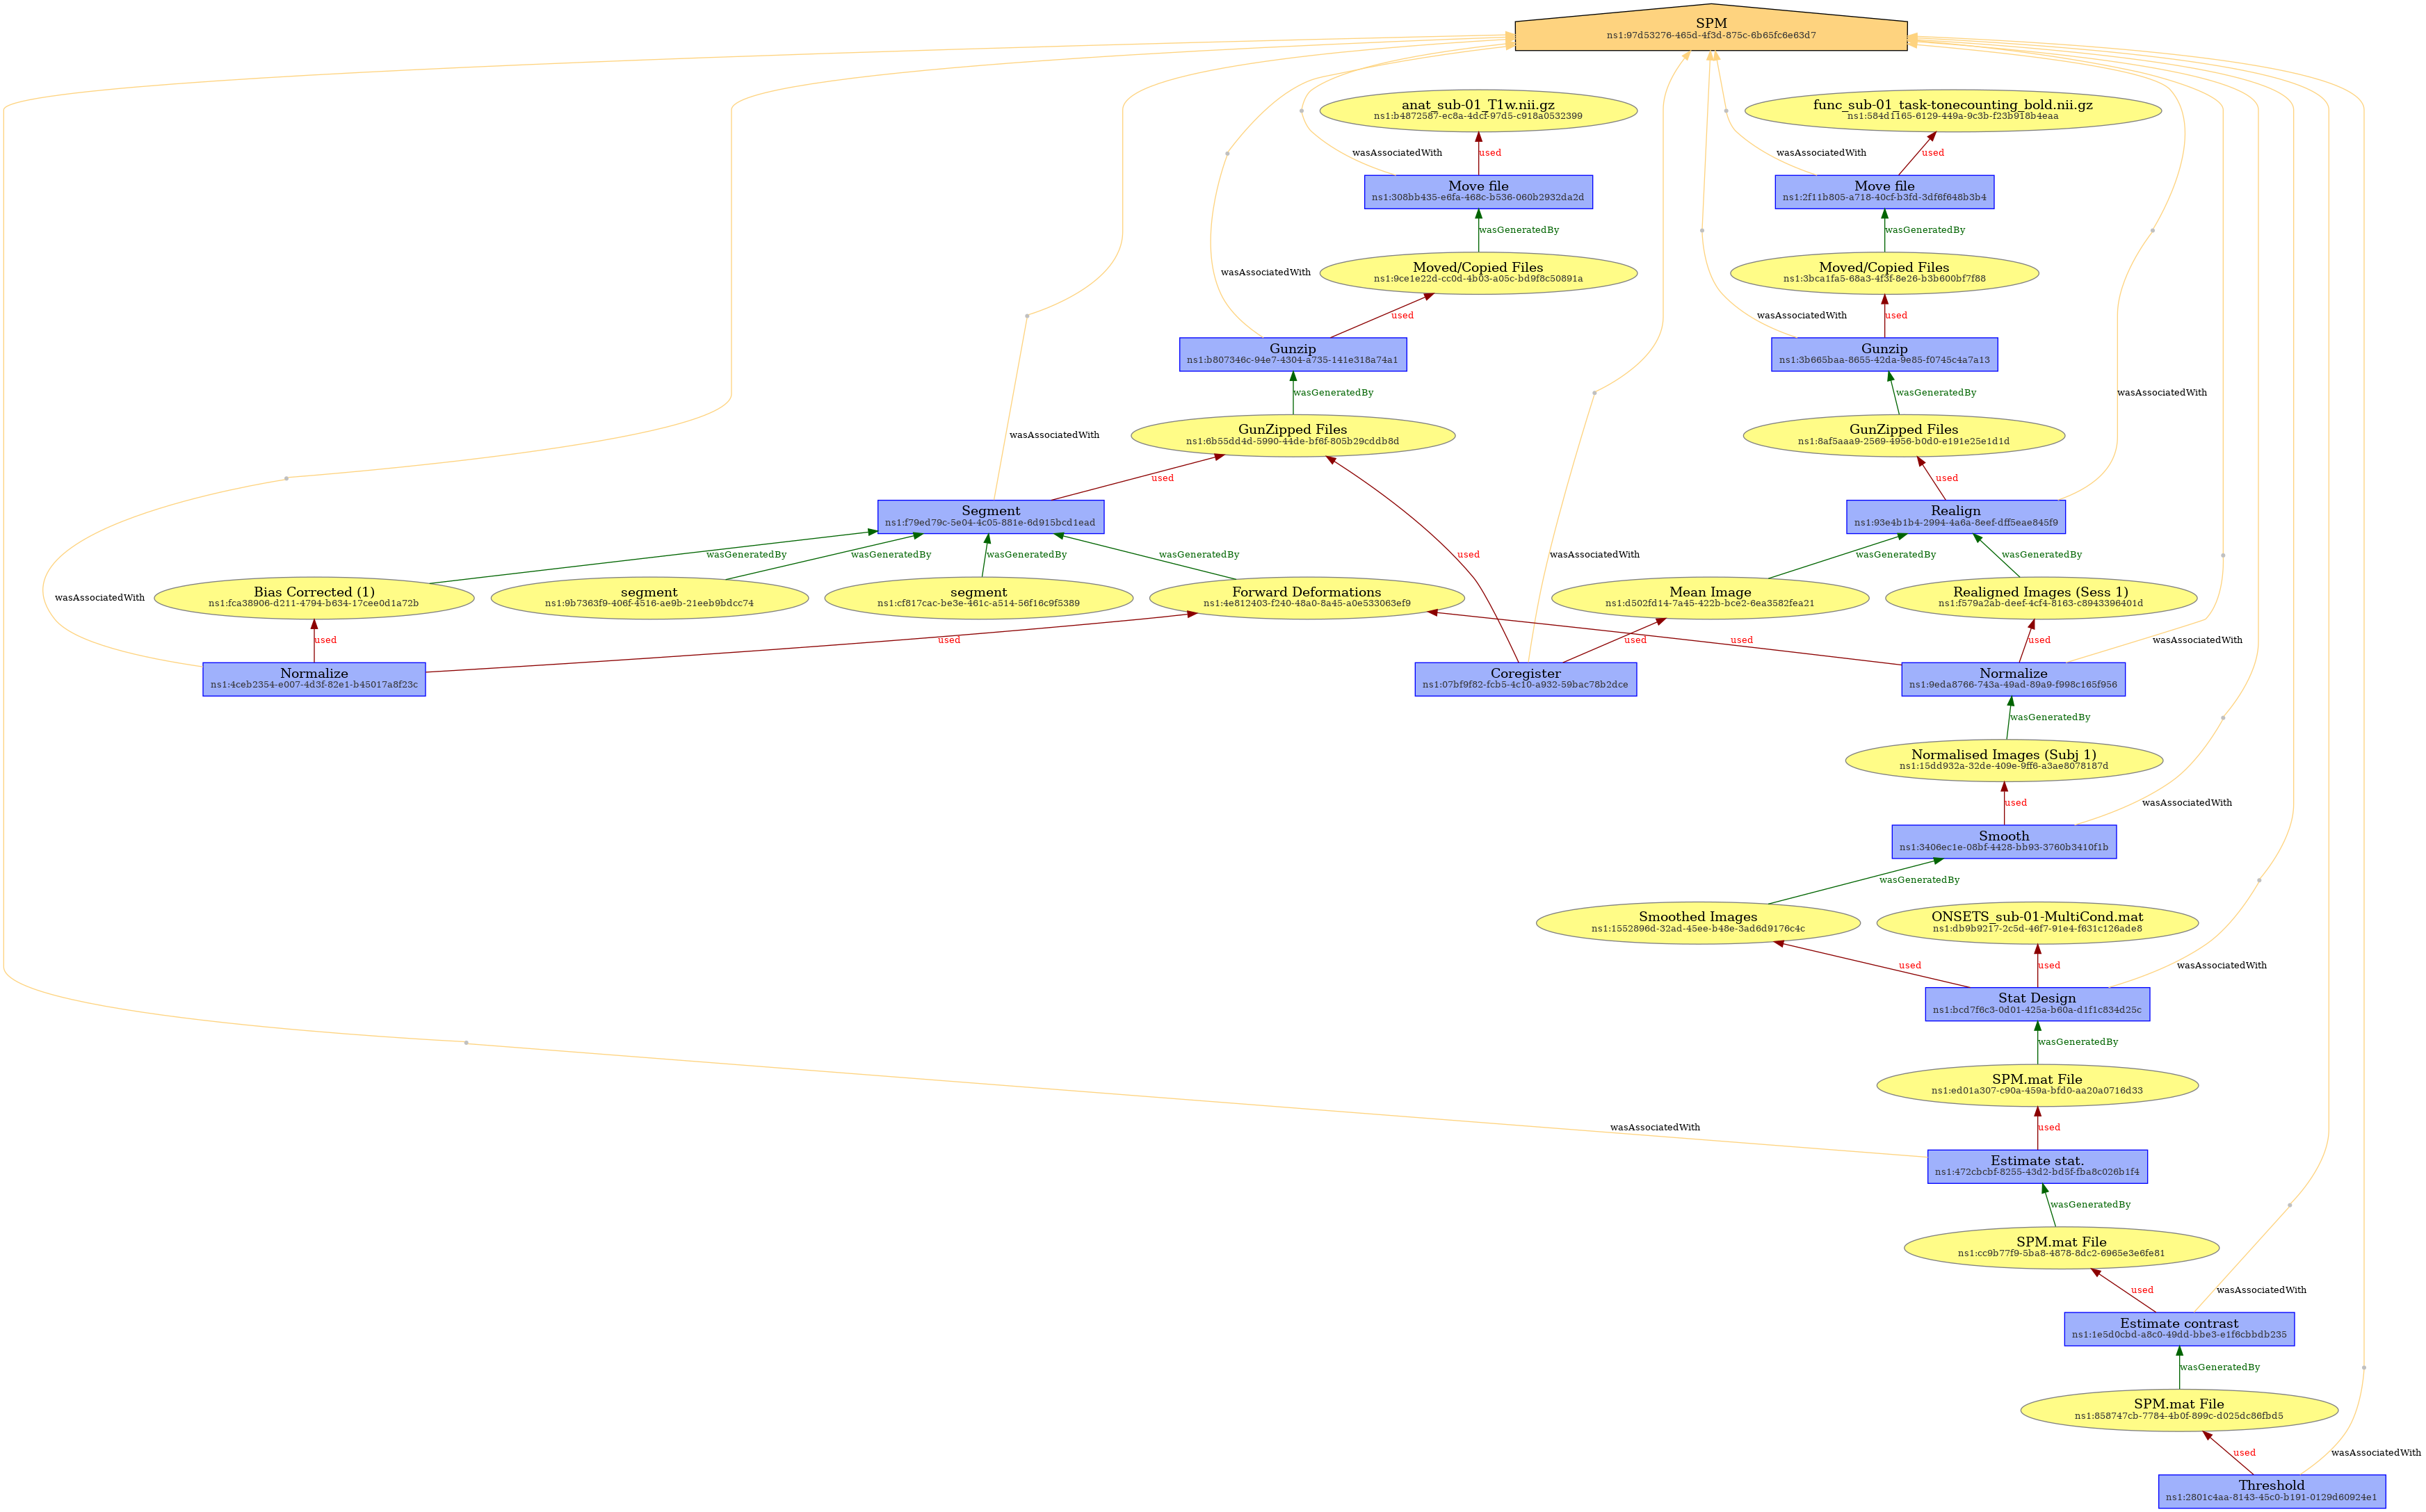 SPM
ns1:97d53276-465d-4f3d-875c-6b65fc6e63d7
anat_sub-01_T1w.nii.gz
ns1:b4872587-ec8a-4dcf-97d5-c918a0532399
func_sub-01_task-tonecounting_bold.nii.gz
ns1:584d1165-6129-449a-9c3b-f23b918b4eaa
wasAssociatedWith
used
wasAssociatedWith
used
Move file
ns1:308bb435-e6fa-468c-b536-060b2932da2d
Move file
ns1:2f11b805-a718-40cf-b3fd-3df6f648b3b4
wasGeneratedBy
wasGeneratedBy
wasAssociatedWith
Moved/Copied Files
ns1:9ce1e22d-cc0d-4b03-a05c-bd9f8c50891a
Moved/Copied Files
ns1:3bca1fa5-68a3-4f3f-8e26-b3b600bf7f88
used
wasAssociatedWith
used
Gunzip
ns1:b807346c-94e7-4304-a735-141e318a74a1
Gunzip
ns1:3b665baa-8655-42da-9e85-f0745c4a7a13
wasGeneratedBy
wasGeneratedBy
wasAssociatedWith
wasAssociatedWith
GunZipped Files
ns1:6b55dd4d-5990-44de-bf6f-805b29cddb8d
GunZipped Files
ns1:8af5aaa9-2569-4956-b0d0-e191e25e1d1d
used
used
Segment
ns1:f79ed79c-5e04-4c05-881e-6d915bcd1ead
Realign
ns1:93e4b1b4-2994-4a6a-8eef-dff5eae845f9
wasGeneratedBy
wasGeneratedBy
wasGeneratedBy
wasGeneratedBy
used
wasAssociatedWith
wasGeneratedBy
wasGeneratedBy
wasAssociatedWith
Bias Corrected (1)
ns1:fca38906-d211-4794-b634-17cee0d1a72b
segment
ns1:9b7363f9-406f-4516-ae9b-21eeb9bdcc74
segment
ns1:cf817cac-be3e-461c-a514-56f16c9f5389
Forward Deformations
ns1:4e812403-f240-48a0-8a45-a0e533063ef9
Mean Image
ns1:d502fd14-7a45-422b-bce2-6ea3582fea21
Realigned Images (Sess 1)
ns1:f579a2ab-deef-4cf4-8163-c8943396401d
used
used
used
used
used
wasAssociatedWith
Normalize
ns1:4ceb2354-e007-4d3f-82e1-b45017a8f23c
Coregister
ns1:07bf9f82-fcb5-4c10-a932-59bac78b2dce
Normalize
ns1:9eda8766-743a-49ad-89a9-f998c165f956
wasGeneratedBy
Normalised Images (Subj 1)
ns1:15dd932a-32de-409e-9ff6-a3ae8078187d
used
wasAssociatedWith
Smooth
ns1:3406ec1e-08bf-4428-bb93-3760b3410f1b
wasGeneratedBy
Smoothed Images
ns1:1552896d-32ad-45ee-b48e-3ad6d9176c4c
ONSETS_sub-01-MultiCond.mat
ns1:db9b9217-2c5d-46f7-91e4-f631c126ade8
used
used
wasAssociatedWith
Stat Design
ns1:bcd7f6c3-0d01-425a-b60a-d1f1c834d25c
wasGeneratedBy
SPM.mat File
ns1:ed01a307-c90a-459a-bfd0-aa20a0716d33
wasAssociatedWith
used
Estimate stat.
ns1:472cbcbf-8255-43d2-bd5f-fba8c026b1f4
wasGeneratedBy
SPM.mat File
ns1:cc9b77f9-5ba8-4878-8dc2-6965e3e6fe81
used
wasAssociatedWith
Estimate contrast
ns1:1e5d0cbd-a8c0-49dd-bbe3-e1f6cbbdb235
wasGeneratedBy
SPM.mat File
ns1:858747cb-7784-4b0f-899c-d025dc86fbd5
used
wasAssociatedWith
Threshold
ns1:2801c4aa-8143-45c0-b191-0129d60924e1